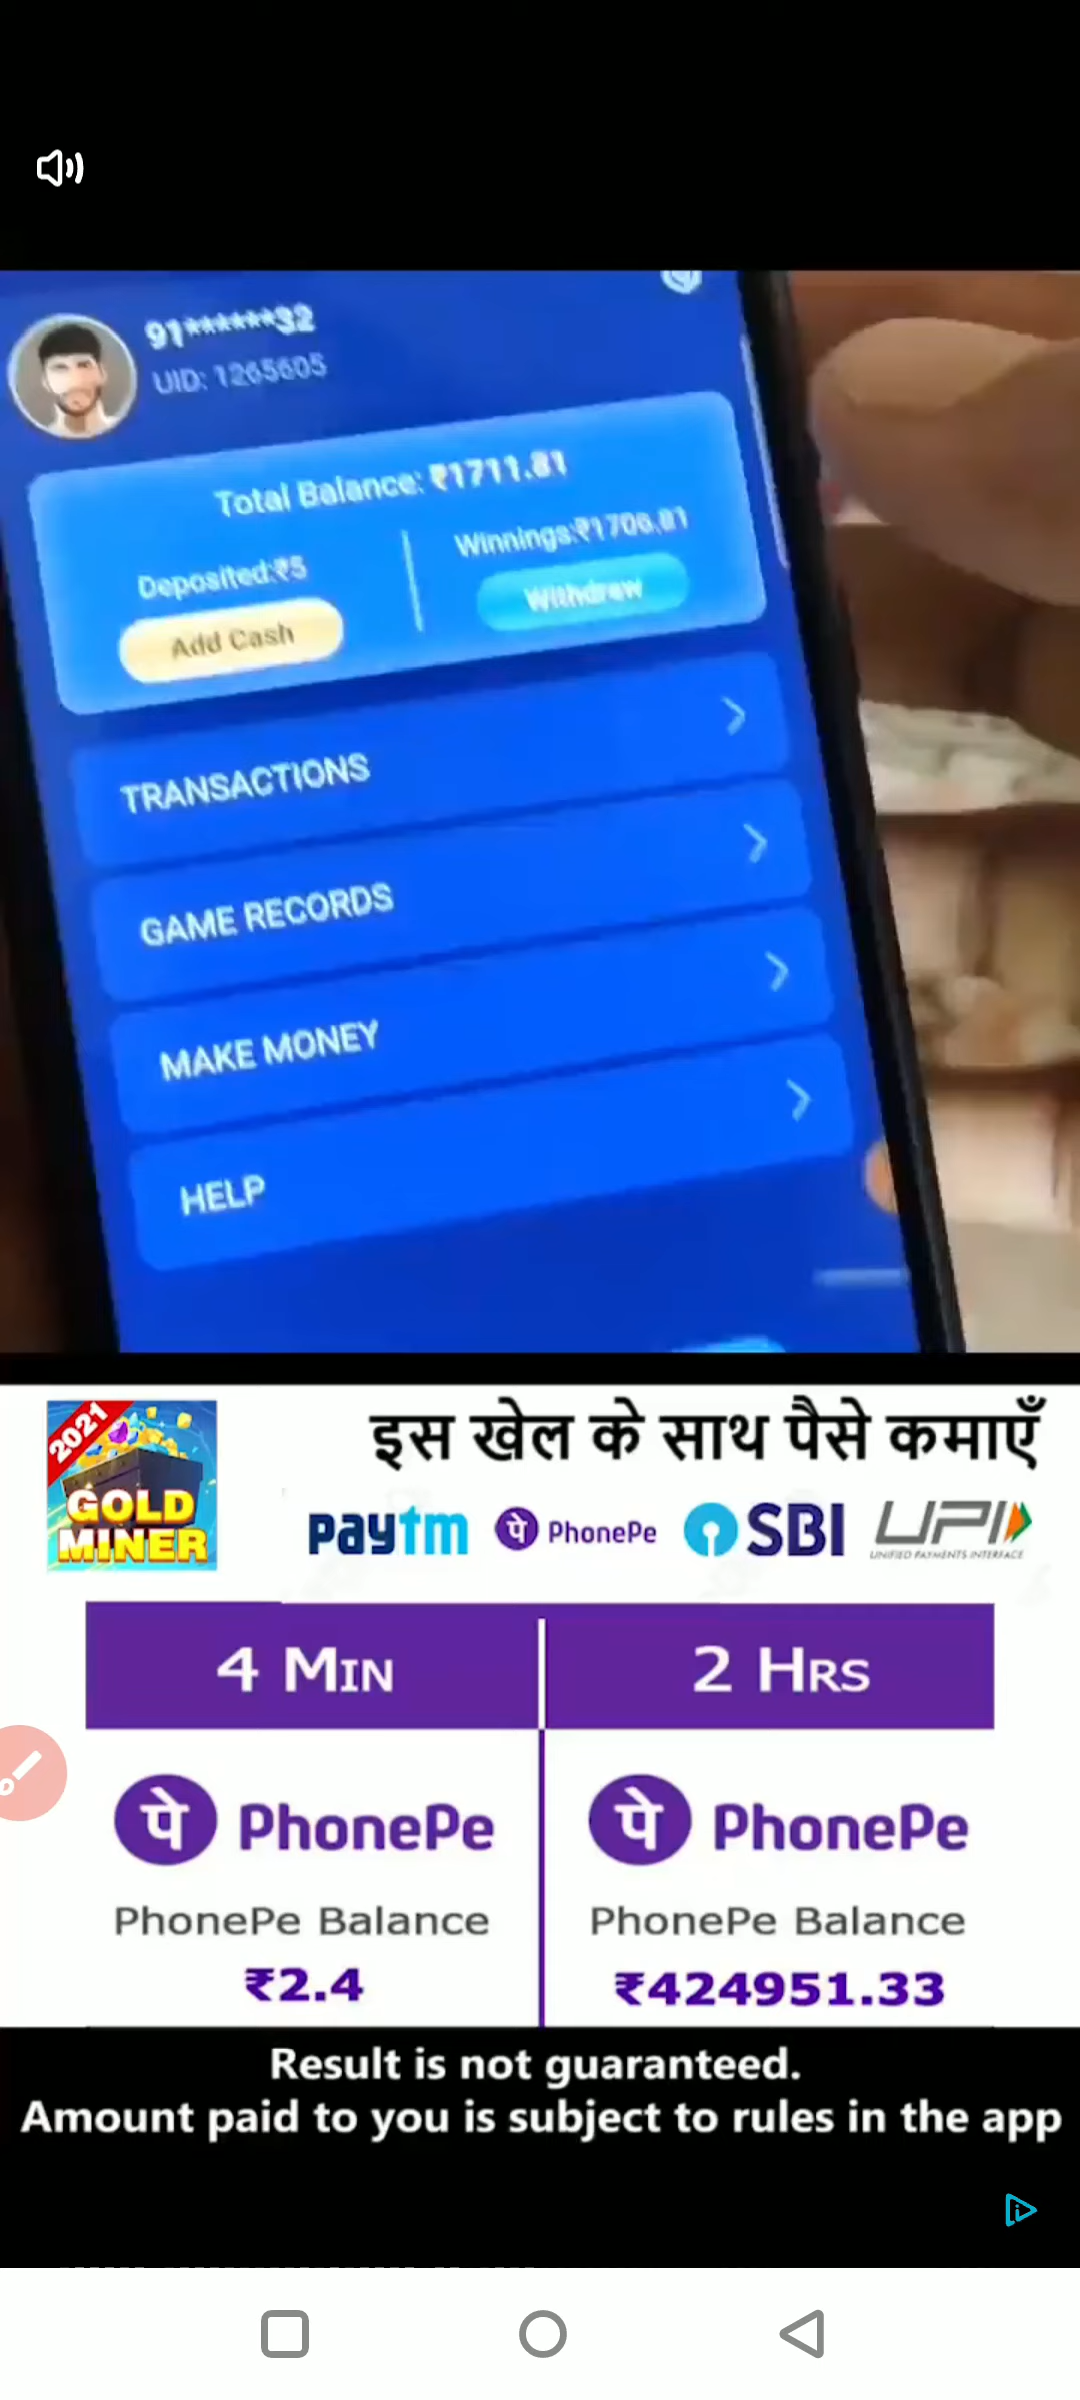 91******32
UID: 1265605
Total Balance: ₹1711.81
Deposited:₹5
Winnings:₹1706.81
Add Cash
Withdraw
TRANSACTIONS
GAME RECORDS
MAKE MONEY
HELP
2021
GOLD
MINER
इस खेल के साथ पैसे कमाएँ
paytm
पे PhonePe
SBI
UPI
UNIFIED PAYMENTS INTERFACE
4 MIN
2 HRS
पे PhonePe
पे PhonePe
PhonePe Balance
PhonePe Balance
₹2.4
₹424951.33
Result is not guaranteed.
Amount paid to you is subject to rules in the app